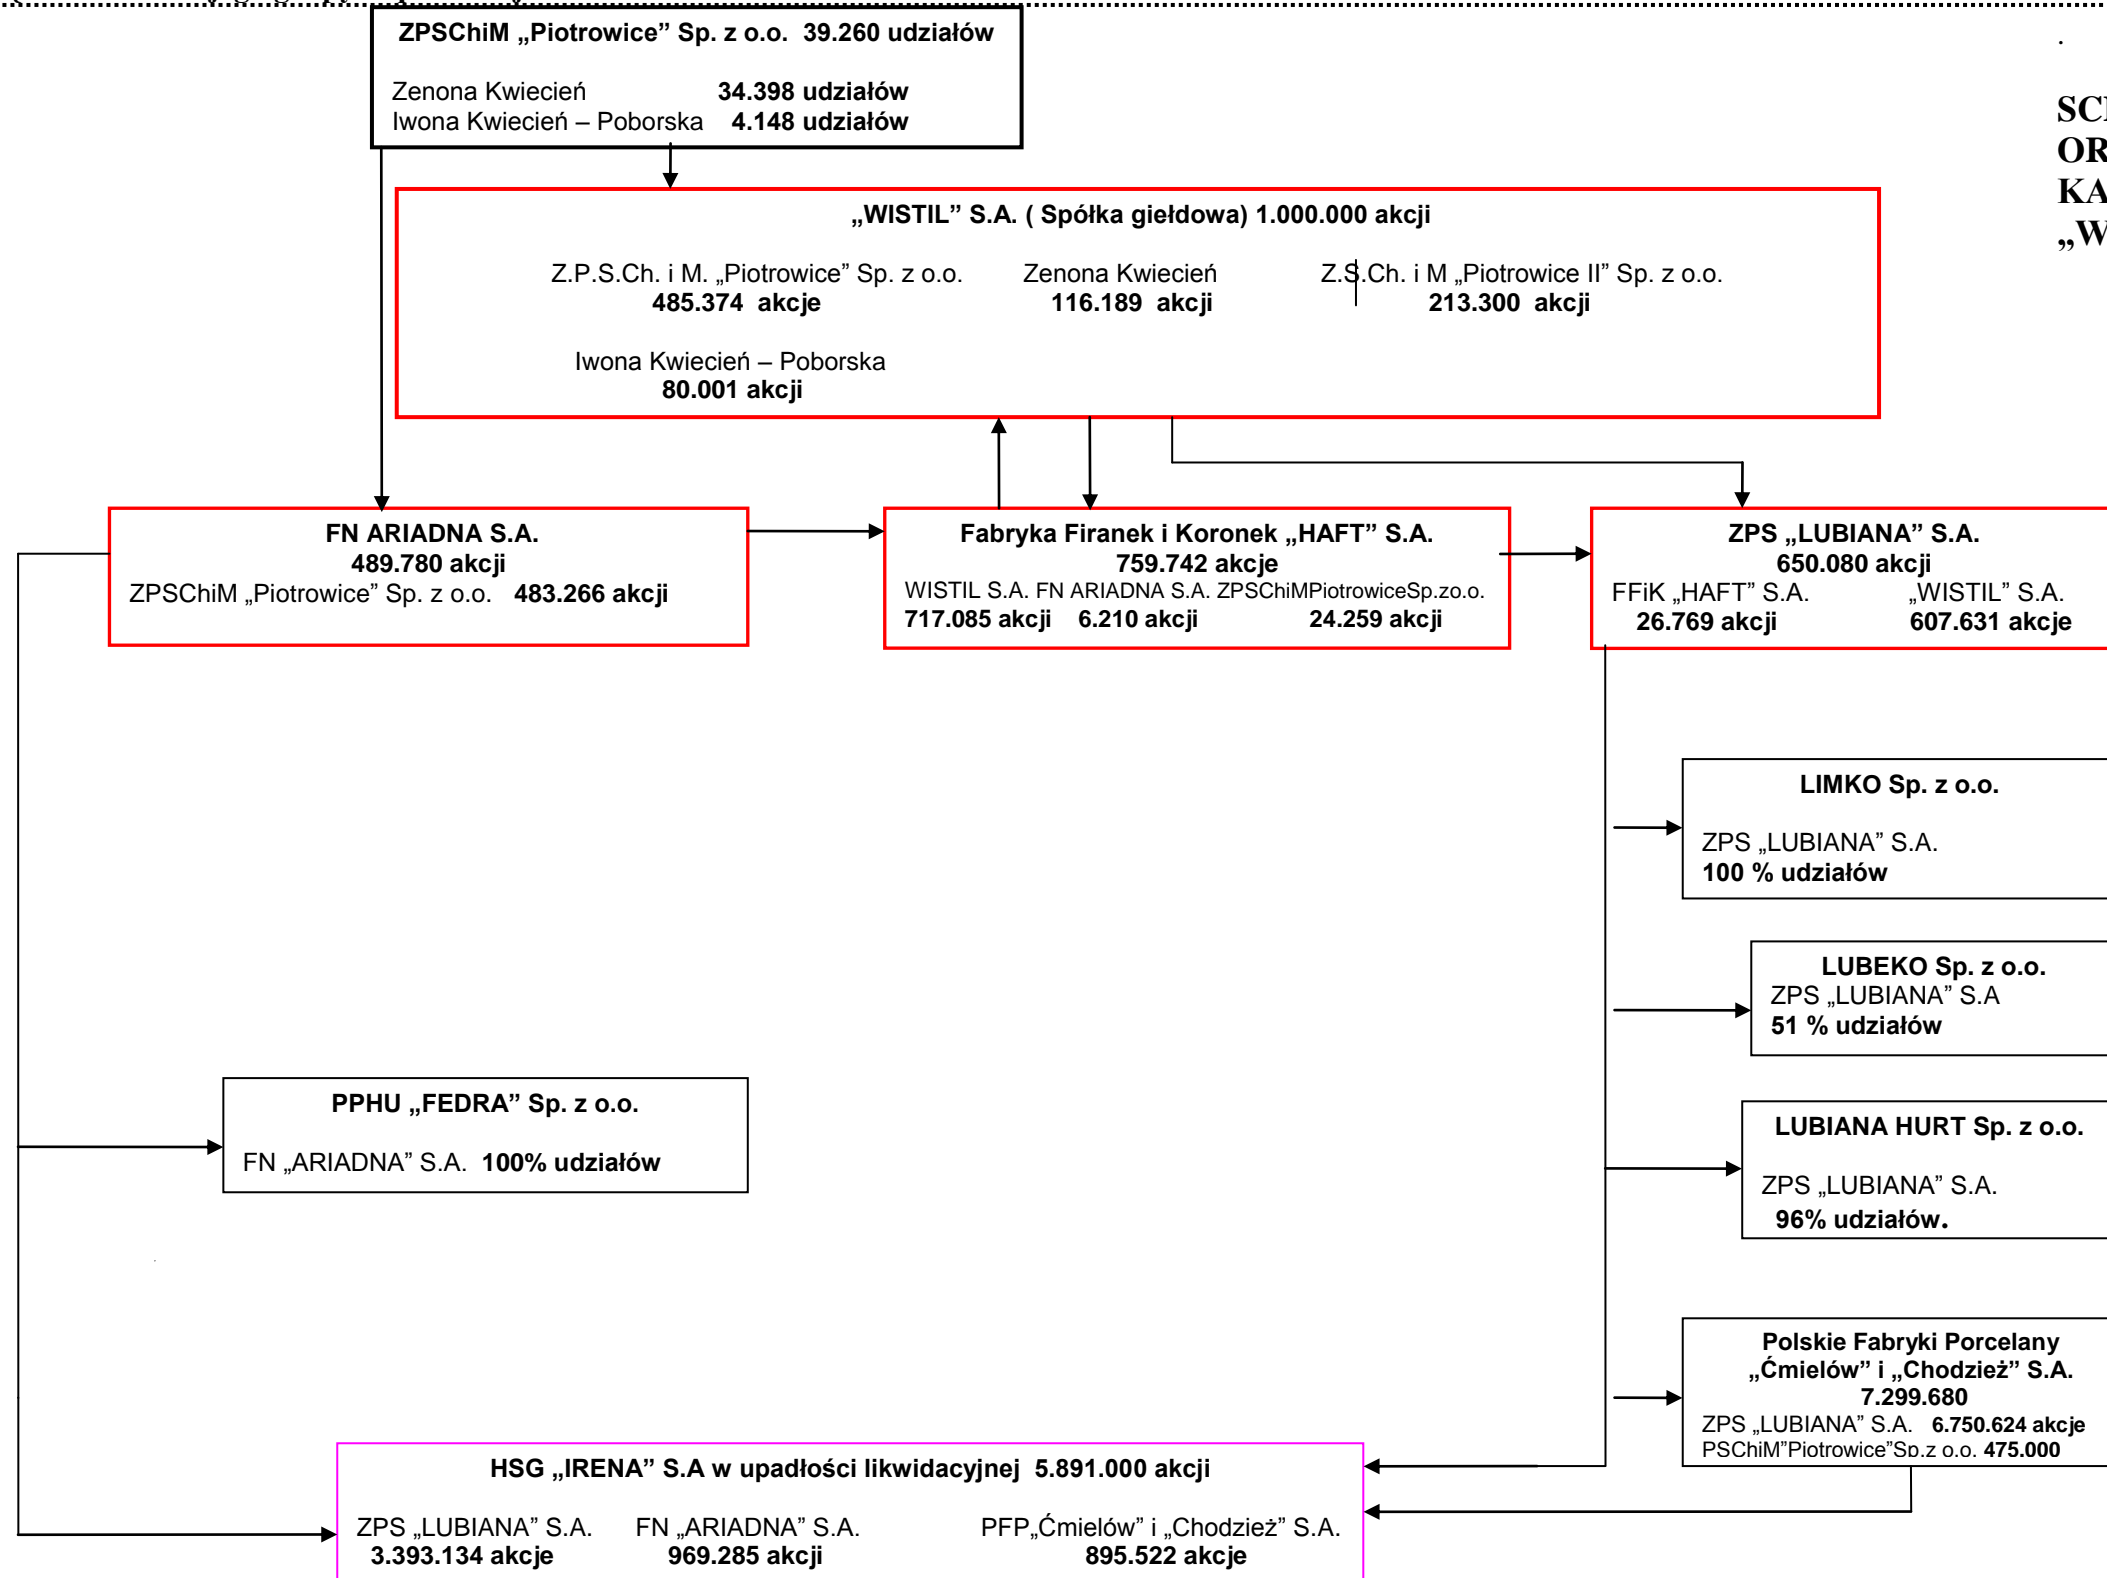 ZPSChiM „Piotrowice” Sp. z o.o. 39.260 udziałów
Zenona Kwiecień 34.398 udziałów
Iwona Kwiecień – Poborska 4.148 udziałów
.
„WISTIL” S.A. ( Spółka giełdowa) 1.000.000 akcji
Z.P.S.Ch. i M. „Piotrowice” Sp. z o.o. Zenona Kwiecień Z.S.Ch. i M „Piotrowice II” Sp. z o.o.
485.374 akcje 116.189 akcji 213.300 akcji
Iwona Kwiecień – Poborska
80.001 akcji
FN ARIADNA S.A.
489.780 akcji
ZPSChiM „Piotrowice” Sp. z o.o. 483.266 akcji
Fabryka Firanek i Koronek „HAFT” S.A.
759.742 akcje
WISTIL S.A. FN ARIADNA S.A. ZPSChiMPiotrowiceSp.zo.o.
717.085 akcji 6.210 akcji 24.259 akcji
ZPS „LUBIANA” S.A.
650.080 akcji
FFiK „HAFT” S.A. „WISTIL” S.A.
26.769 akcji 607.631 akcje
LIMKO Sp. z o.o.
ZPS „LUBIANA” S.A.
100 % udziałów
LUBEKO Sp. z o.o.
ZPS „LUBIANA” S.A
51 % udziałów
PPHU „FEDRA” Sp. z o.o.
FN „ARIADNA” S.A. 100% udziałów
LUBIANA HURT Sp. z o.o.
ZPS „LUBIANA” S.A.
96% udziałów.
Polskie Fabryki Porcelany
„Ćmielów” i „Chodzież” S.A.
7.299.680
ZPS „LUBIANA” S.A. 6.750.624 akcje
PSChiM”Piotrowice”Sp.z o.o. 475.000
HSG „IRENA” S.A w upadłości likwidacyjnej 5.891.000 akcji
ZPS „LUBIANA” S.A. FN „ARIADNA” S.A. PFP„Ćmielów” i „Chodzież” S.A.
3.393.134 akcje 969.285 akcji 895.522 akcje